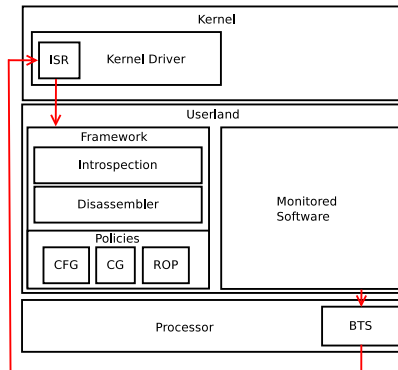 Kernel
ISR
Kernel Driver
Userland
Framework
Introspection
Disassembler
Policies
CFG
CG
ROP
Monitored
Software
Processor
BTS